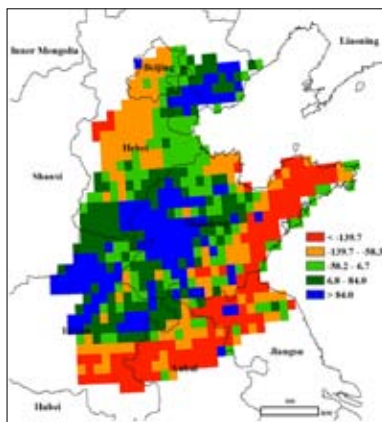 Inner Mongolia
Liaoning
Beijing
Hebei
Shanxi
< -139.7
-139.7 - -58.3
-58.2 - 6.7
6.8 - 84.0
> 84.0
Jiangsu
Hubei